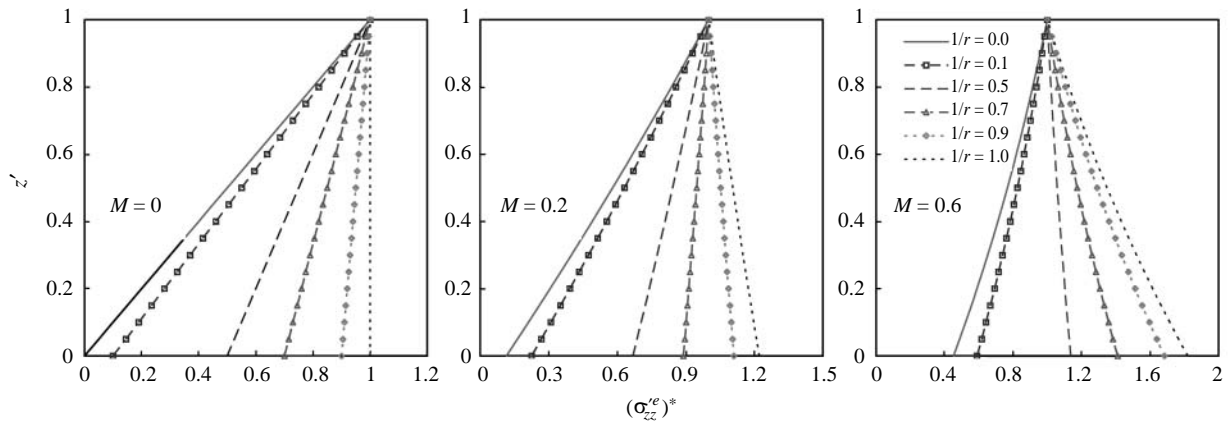 1
0.8
0.6
0.4
0.2
0
z′
M = 0
0 0.2 0.4 0.6 0.8 1 1.2
1
0.8
0.6
0.4
0.2
0
M = 0.2
0 0.3 0.6 0.9 1.2 1.5
1
0.8
0.6
0.4
0.2
0
1/r = 0.0
1/r = 0.1
1/r = 0.5
1/r = 0.7
1/r = 0.9
1/r = 1.0
M = 0.6
0 0.4 0.8 1.2 1.6 2
(σ′ᵉzz)*